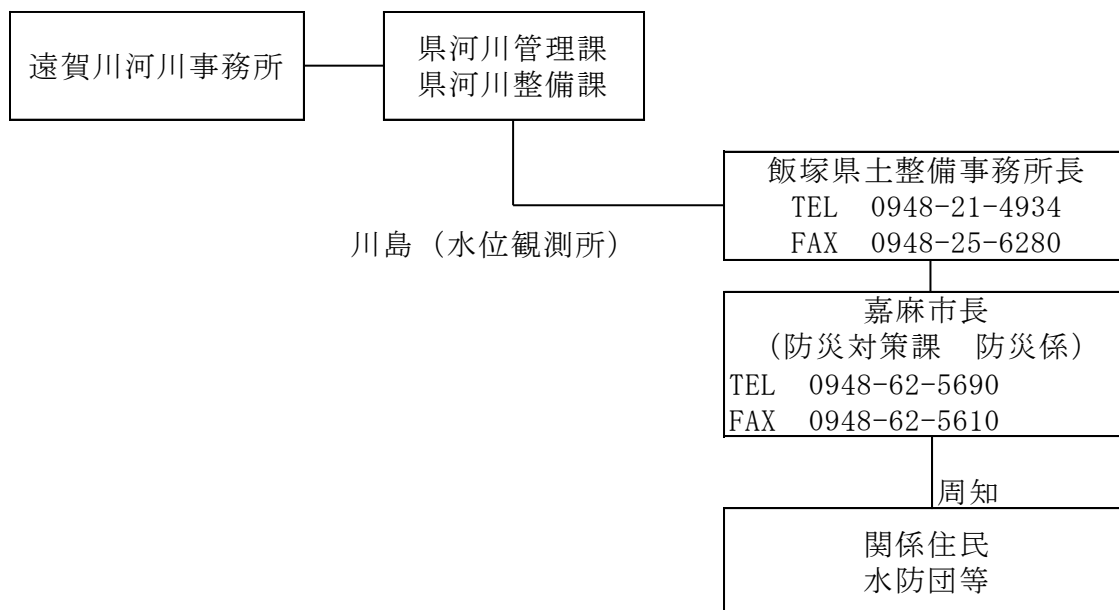 遠賀川河川事務所
県河川管理課
県河川整備課
飯塚県土整備事務所長
TEL　0948-21-4934
FAX　0948-25-6280
川島（水位観測所）
嘉麻市長
（防災対策課　防災係）
TEL　0948-62-5690
FAX　0948-62-5610
周知
関係住民
水防団等